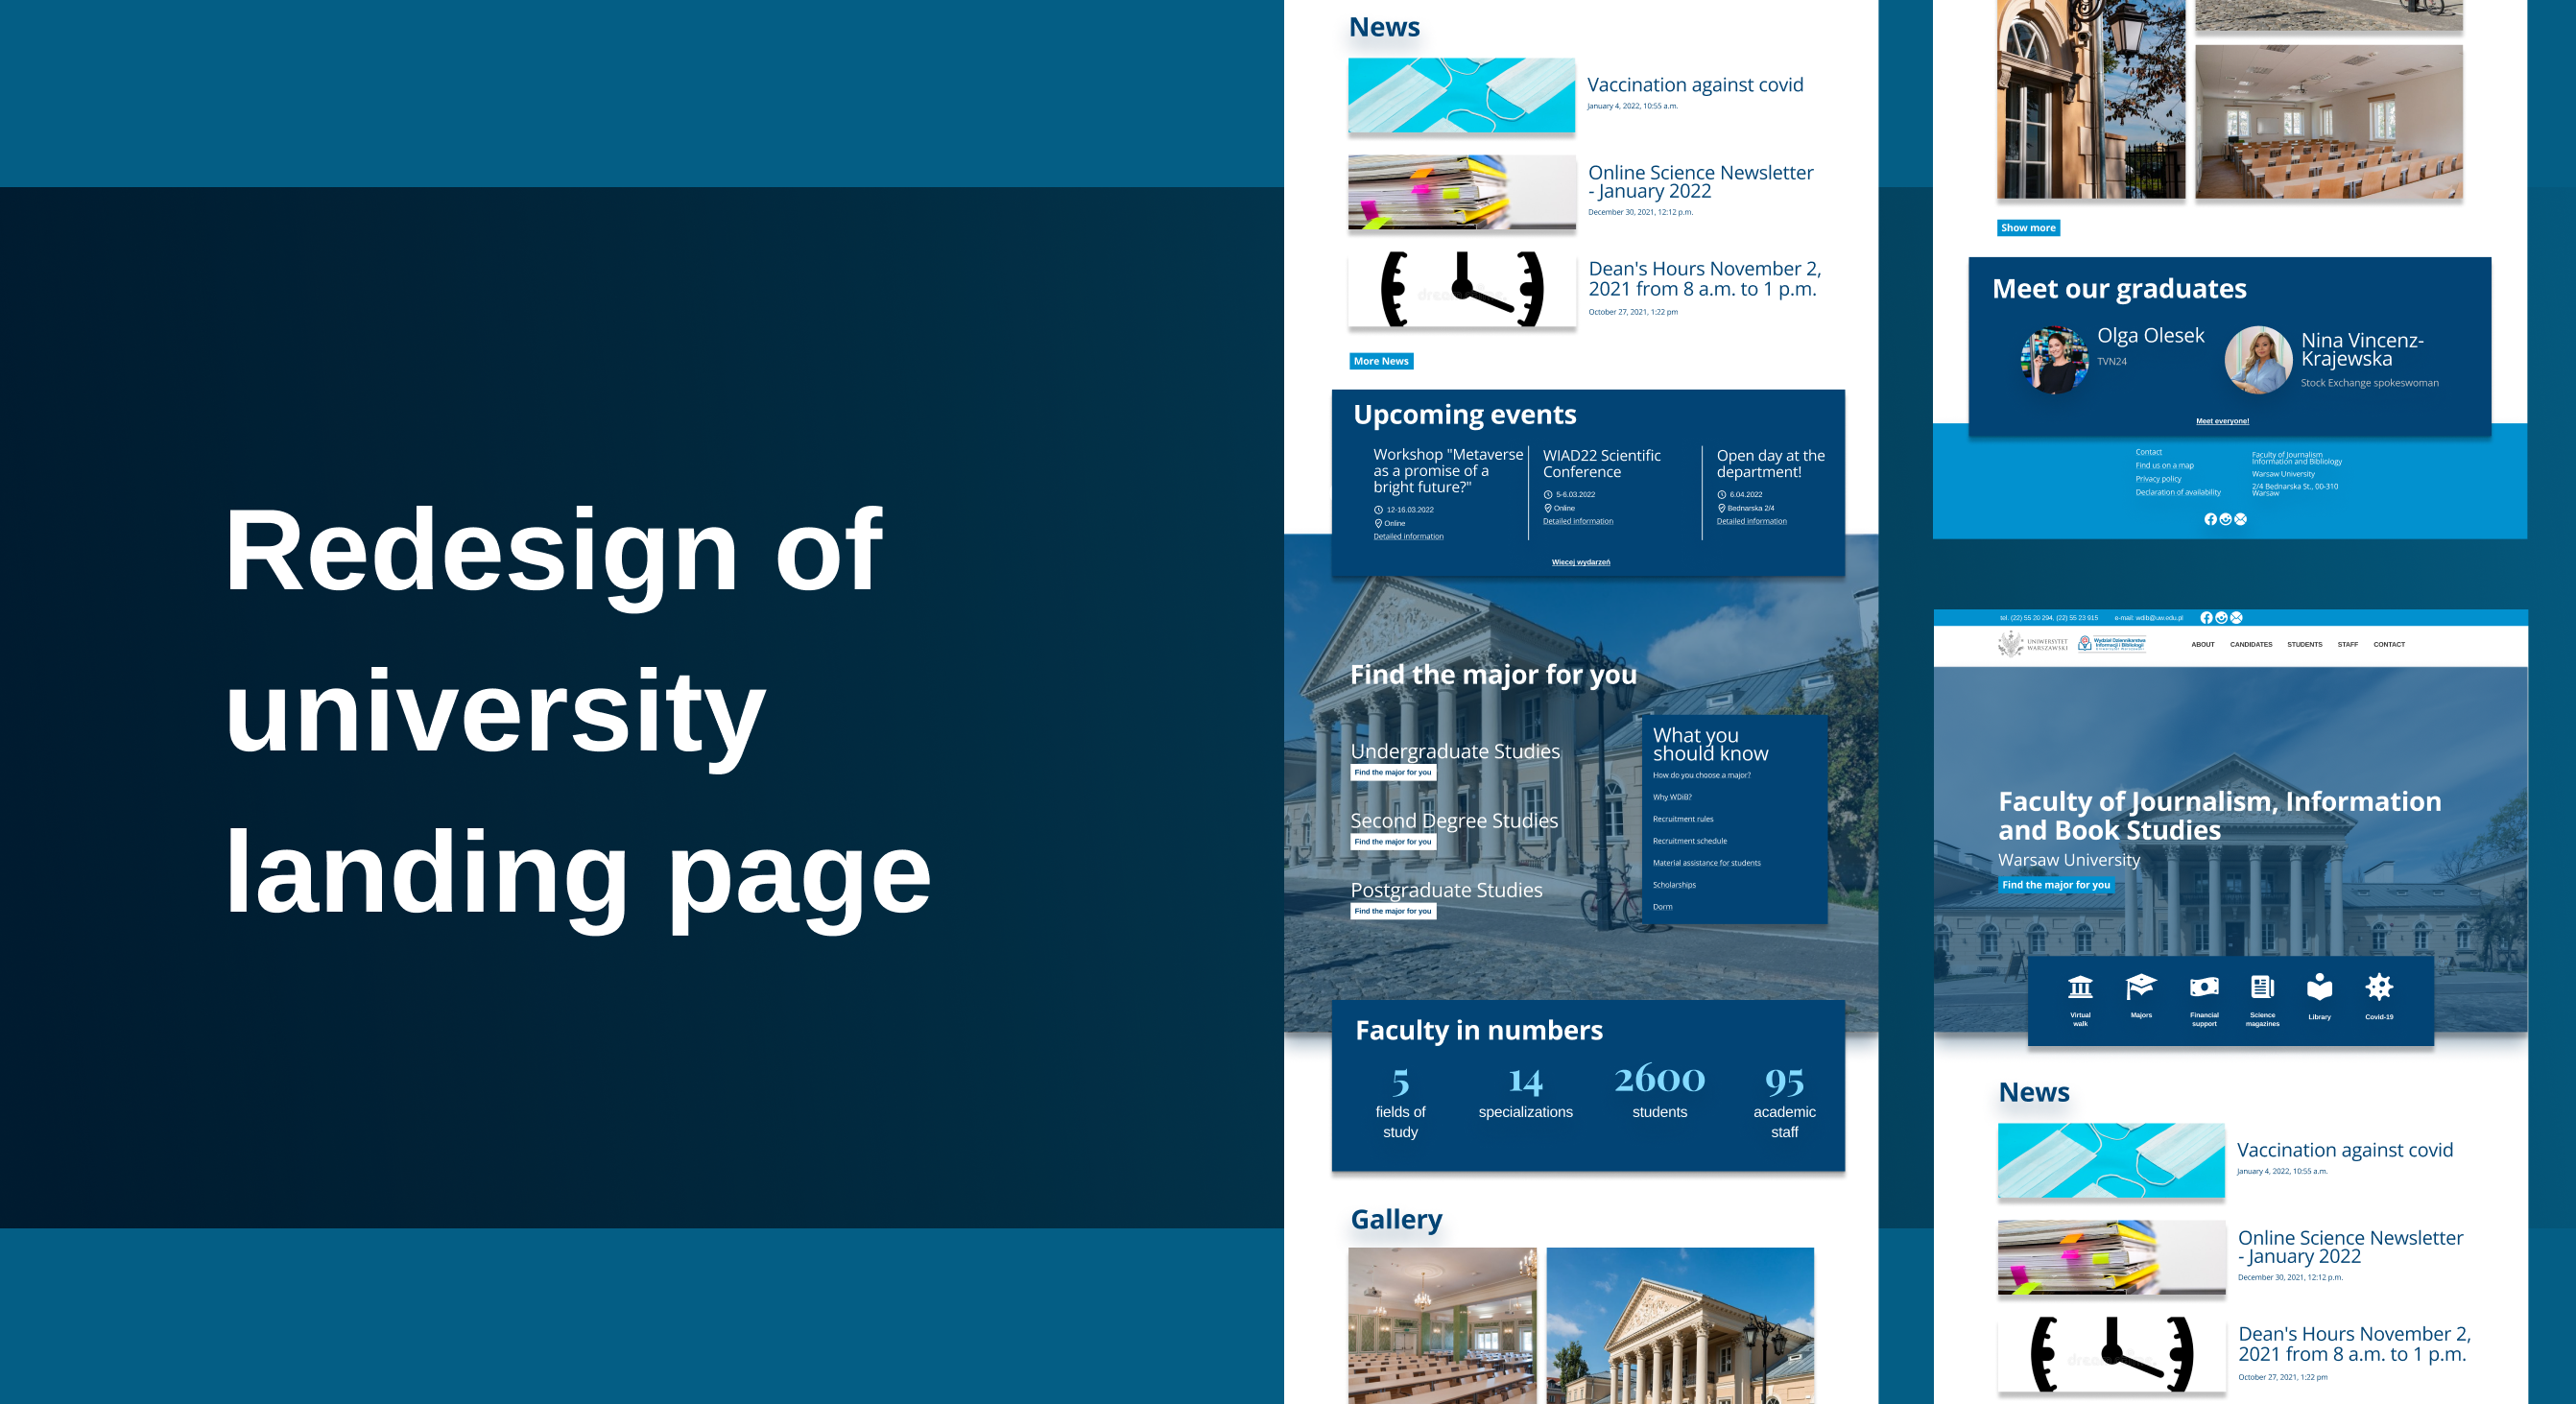 Redesign of
university
landing page
News
Vaccination against covid
January 4, 2022, 10:55 a.m.
Online Science Newsletter
- January 2022
December 30, 2021, 12:12 p.m.
Dean's Hours November 2,
2021 from 8 a.m. to 1 p.m.
October 27, 2021, 1:22 pm
More News
Upcoming events
Workshop "Metaverse
as a promise of a
bright future?"
12-16.03.2022
Online
Detailed information
WIAD22 Scientific
Conference
5-6.03.2022
Online
Detailed information
Open day at the
department!
6.04.2022
Bednarska 2/4
Detailed information
Wiecej wydarzeń
Find the major for you
Undergraduate Studies
Find the major for you
Second Degree Studies
Find the major for you
Postgraduate Studies
Find the major for you
What you
should know
How do you choose a major?
Why WDiB?
Recruitment rules
Recruitment schedule
Material assistance for students
Scholarships
Dorm
Faculty in numbers
5
fields of
study
14
specializations
2600
students
95
academic
staff
Gallery
Show more
Meet our graduates
Olga Olesek
TVN24
Nina Vincenz-
Krajewska
Stock Exchange spokeswoman
Meet everyone!
Contact
Find us on a map
Privacy policy
Declaration of availability
Faculty of Journalism
Information and Bibliology
Warsaw University
2/4 Bednarska St., 00-310
Warsaw
tel. (22) 55 20 294, (22) 55 23 915
e-mail: wdib@uw.edu.pl
UNIWERSYTET
WARSZAWSKI
Wydział Dziennikarstwa
Informacji i Bibliologii
ABOUT
CANDIDATES
STUDENTS
STAFF
CONTACT
Faculty of Journalism, Information
and Book Studies
Warsaw University
Find the major for you
Virtual
walk
Majors
Financial
support
Science
magazines
Library
Covid-19
News
Vaccination against covid
January 4, 2022, 10:55 a.m.
Online Science Newsletter
- January 2022
December 30, 2021, 12:12 p.m.
Dean's Hours November 2,
2021 from 8 a.m. to 1 p.m.
October 27, 2021, 1:22 pm